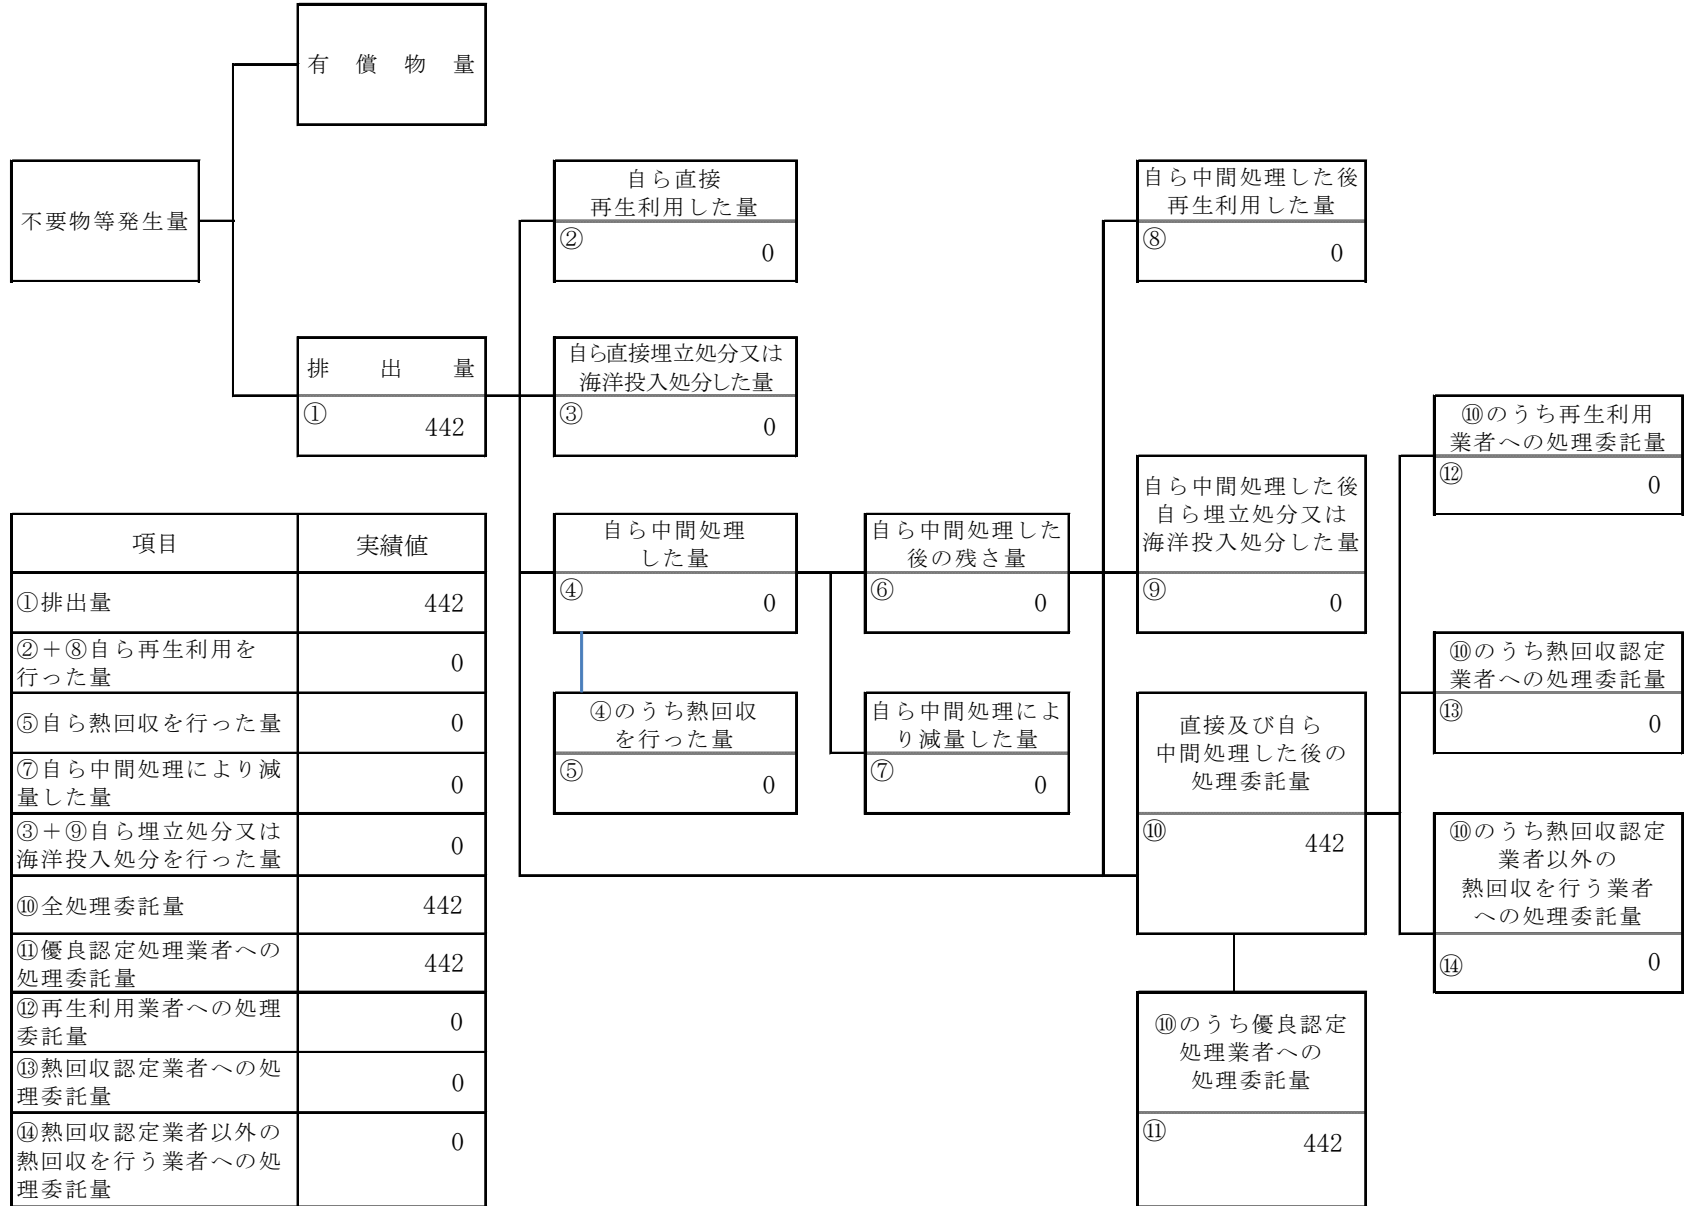 有償物量
不要物等発生量
排出量
①
442
自ら直接
再生利用した量
②
0
自ら直接埋立処分又は
海洋投入処分した量
③
0
自ら中間処理
した量
④
0
④のうち熱回収
を行った量
⑤
0
自ら中間処理した
後の残さ量
⑥
0
自ら中間処理によ
り減量した量
⑦
0
自ら中間処理した後
再生利用した量
⑧
0
自ら中間処理した後
自ら埋立処分又は
海洋投入処分した量
⑨
0
直接及び自ら
中間処理した後の
処理委託量
⑩
442
⑩のうち優良認定
処理業者への
処理委託量
⑪
442
⑩のうち再生利用
業者への処理委託量
⑫
0
⑩のうち熱回収認定
業者への処理委託量
⑬
0
⑩のうち熱回収認定
業者以外の
熱回収を行う業者
への処理委託量
⑭
0
項目 実績値
①排出量 442
②＋⑧自ら再生利用を
行った量 0
⑤自ら熱回収を行った量 0
⑦自ら中間処理により減
量した量 0
③＋⑨自ら埋立処分又は
海洋投入処分を行った量 0
⑩全処理委託量 442
⑪優良認定処理業者への
処理委託量 442
⑫再生利用業者への処理
委託量 0
⑬熱回収認定業者への処
理委託量 0
⑭熱回収認定業者以外の
熱回収を行う業者への処
理委託量 0